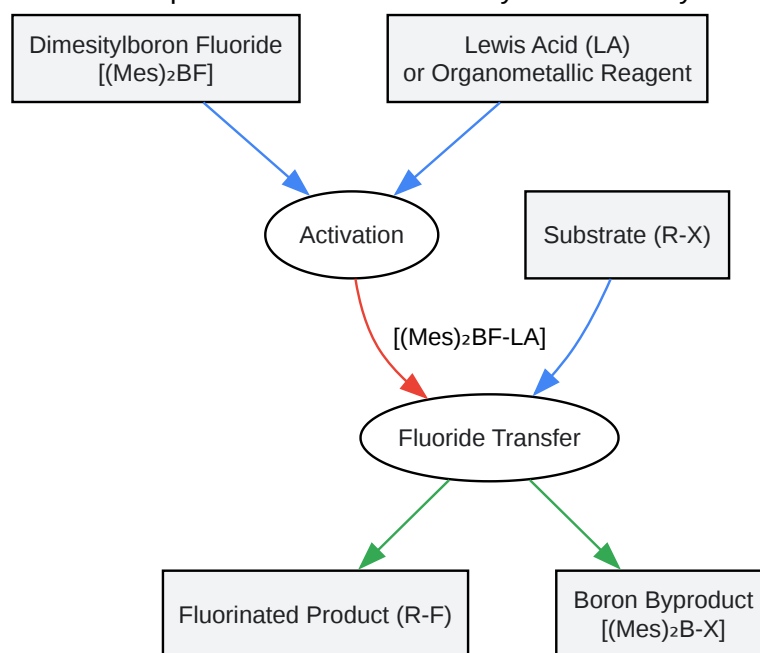 Dimesitylboron Fluoride
[(Mes)₂BF]
Lewis Acid (LA)
or Organometallic Reagent
Activation
Substrate (R-X)
[(Mes)₂BF-LA]
Fluoride Transfer
Fluorinated Product (R-F)
Boron Byproduct
[(Mes)₂B-X]